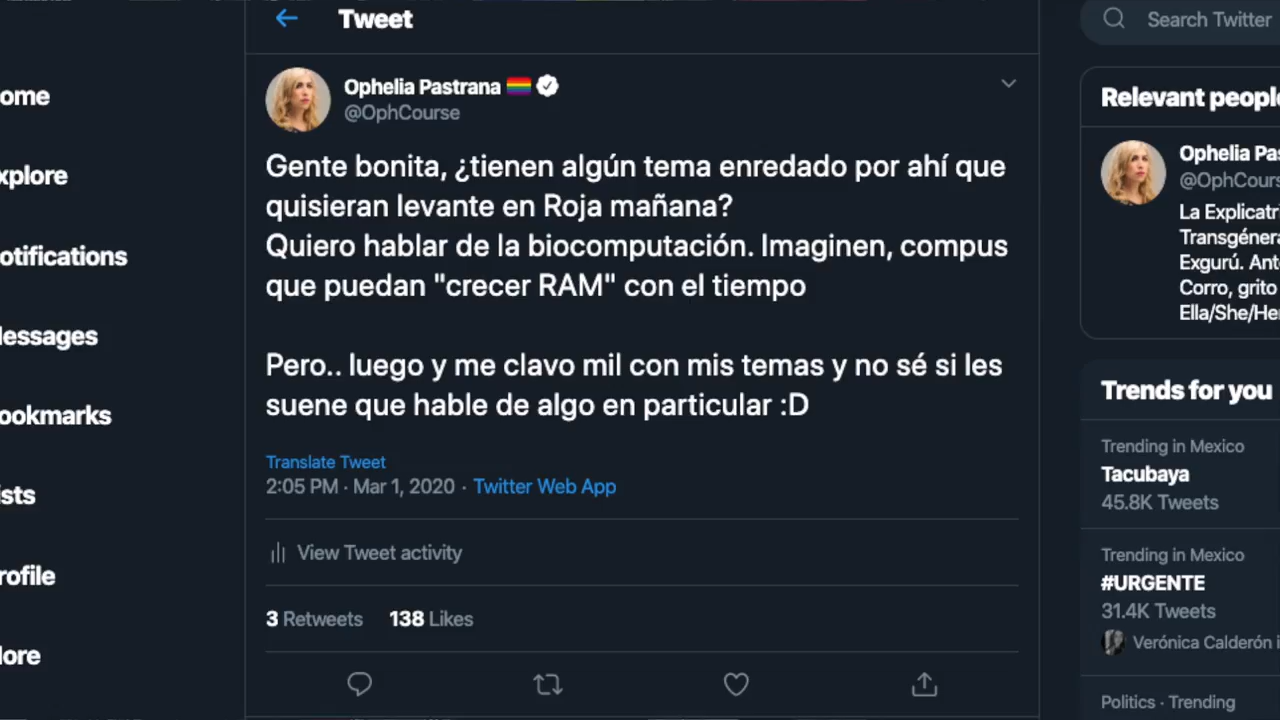 Tweet
Search Twitter
ome
xplore
otifications
essages
ookmarks
ists
rofile
ore
Ophelia Pastrana
@OphCourse
Gente bonita, ¿tienen algún tema enredado por ahí que
quisieran levante en Roja mañana?
Quiero hablar de la biocomputación. Imaginen, compus
que puedan "crecer RAM" con el tiempo
Pero.. luego y me clavo mil con mis temas y no sé si les
suene que hable de algo en particular :D
Translate Tweet
2:05 PM · Mar 1, 2020 · Twitter Web App
View Tweet activity
3 Retweets 138 Likes
Relevant people
Ophelia Pas
@OphCours
La Explicatri
Transgénera
Exgurú. Ant
Corro, grito
Ella/She/He
Trends for you
Trending in Mexico
Tacubaya
45.8K Tweets
Trending in Mexico
#URGENTE
31.4K Tweets
Verónica Calderón
Politics · Trending